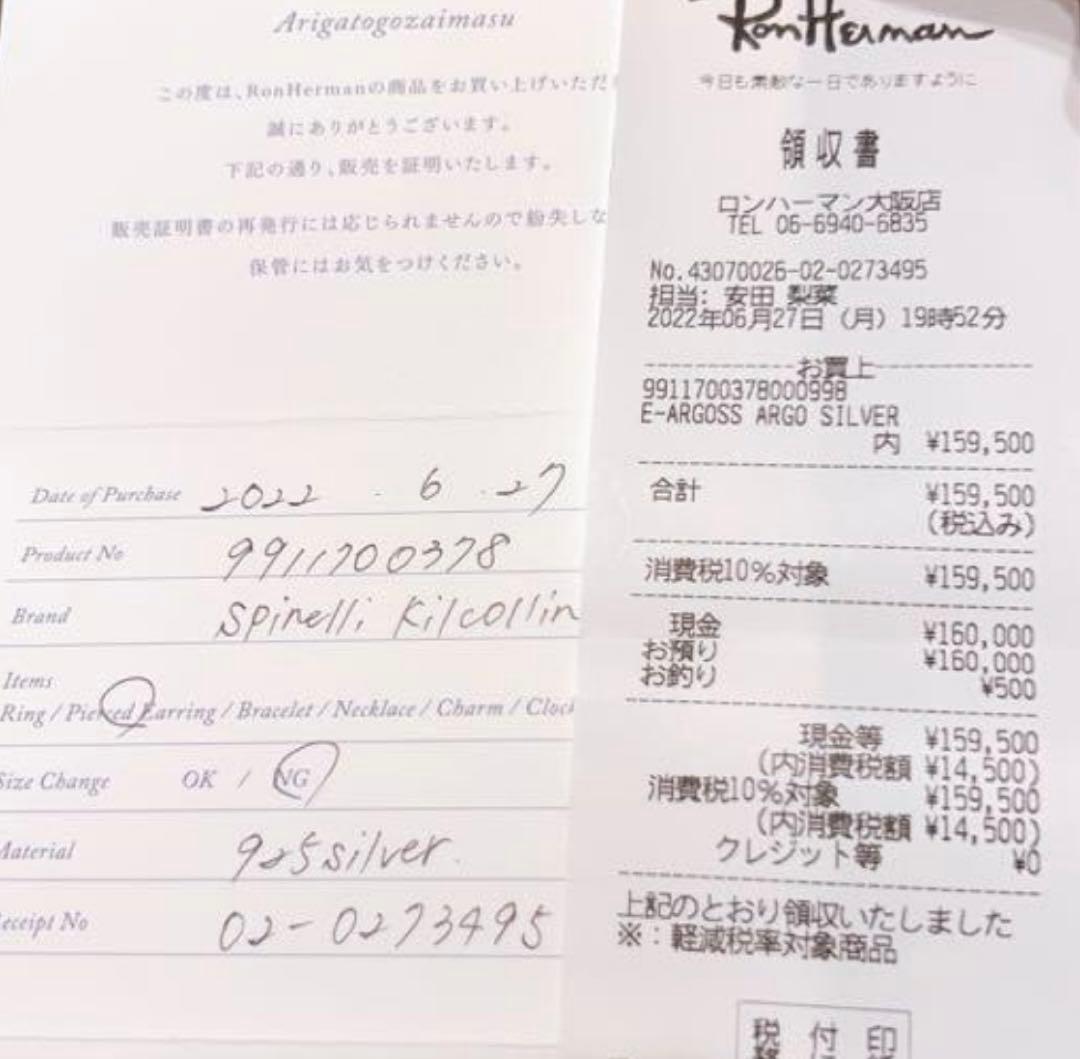 Arigatogozaimasu
この度は、RonHermanの商品をお買い上げいただ
誠にありがとうございます。
下記の通り、販売を証明いたします。
販売証明書の再発行には応じられませんので紛失しな
保管にはお気をつけください。
Date of Purchase 2022 . 6 . 27
Product No 9911700378
Brand Spinelli Kilcollin
Items
Ring / Pierced Earring / Bracelet / Necklace / Charm / Clock
Size Change OK / NG
Material 925 silver.
Receipt No 02-0273495
RonHerman
今日も素敵な一日でありますように
領収書
ロンハーマン大阪店
TEL 06-6940-6835
No.43070026-02-0273495
担当: 安田 梨菜
2022年06月27日 (月) 19時52分
お買上
9911700378000998
E-ARGOSS ARGO SILVER
内 ¥159,500
合計 ¥159,500
(税込み)
消費税10%対象 ¥159,500
現金 ¥160,000
お預り ¥160,000
お釣り ¥500
現金等 ¥159,500
(内消費税額 ¥14,500)
消費税10%対象 ¥159,500
(内消費税額 ¥14,500)
クレジット等 ¥0
上記のとおり領収いたしました
※:軽減税率対象商品
税 付 印